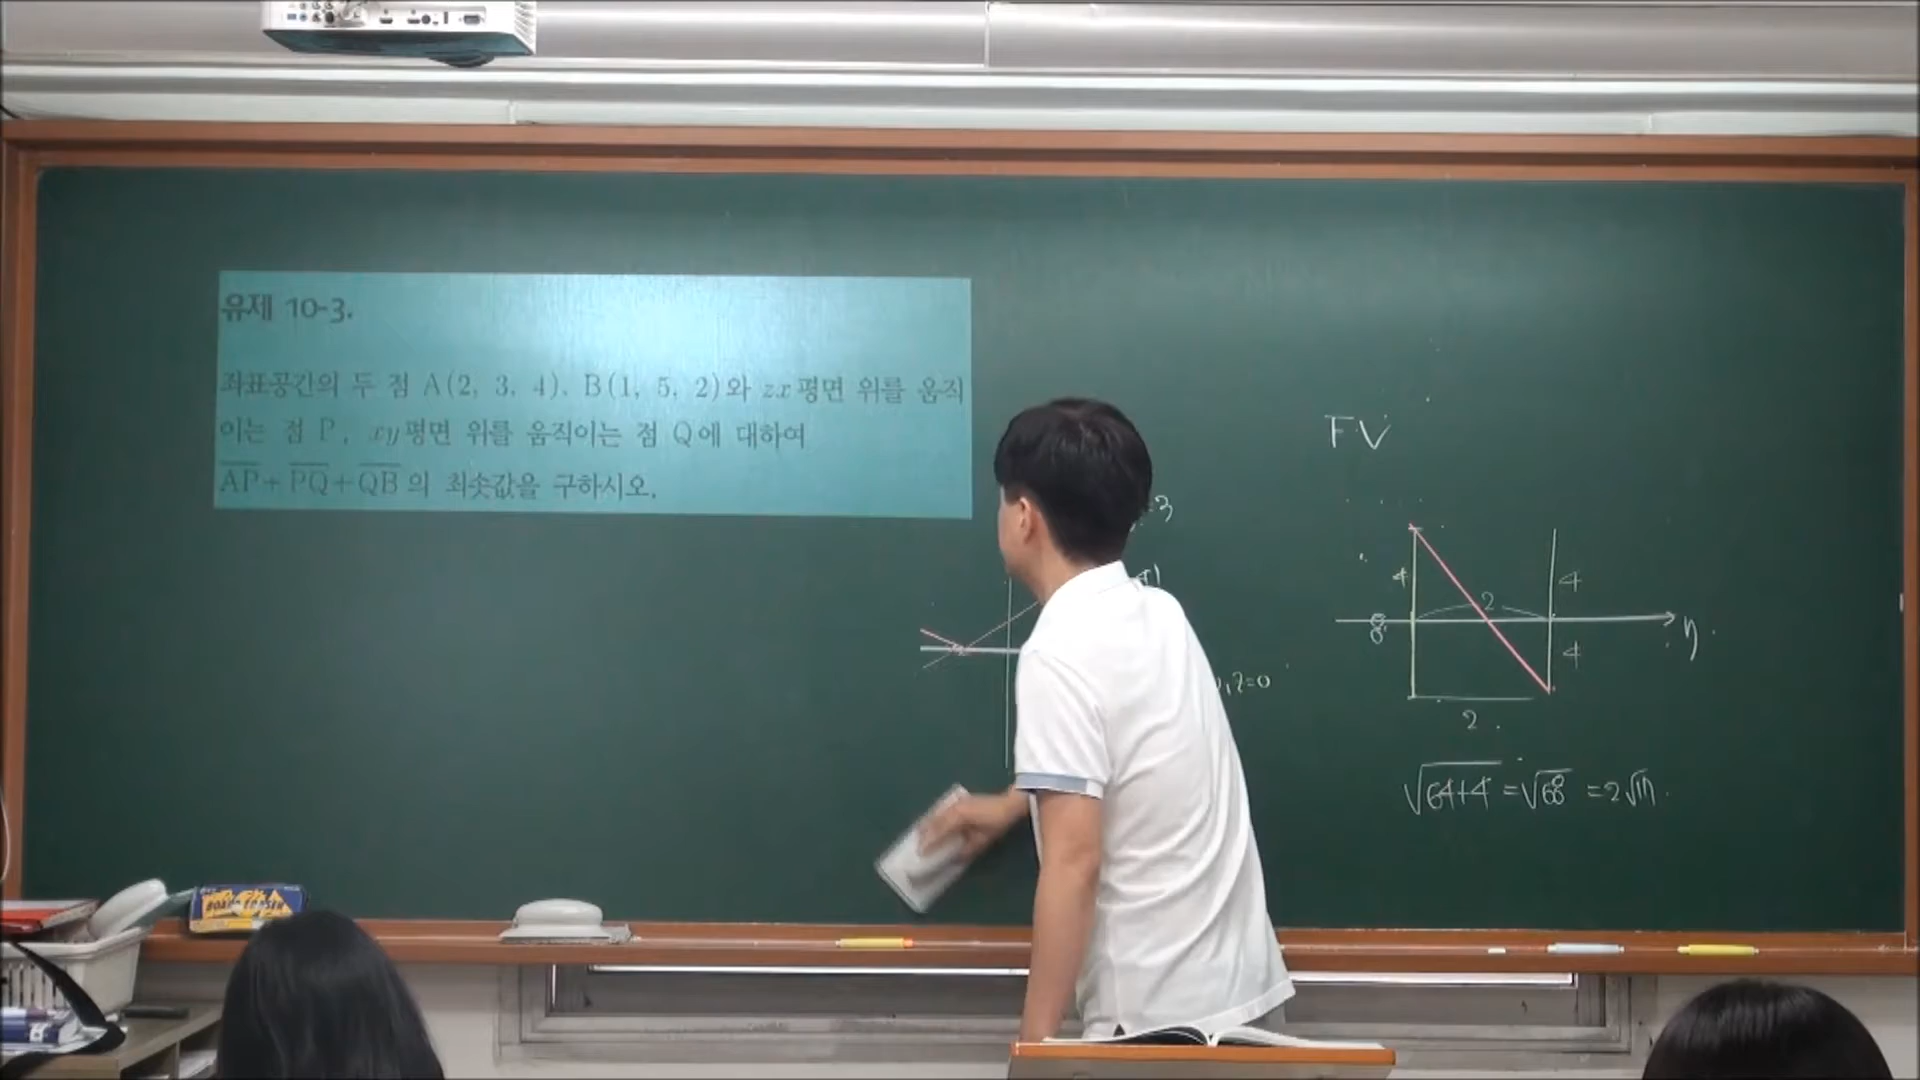 유제 10-3.
좌표공간의 두 점 A(2, 3, 4), B(1, 5, 2)와 zx평면 위를 움직
이는 점 P, xy평면 위를 움직이는 점 Q에 대하여
AP+PQ+QB의 최솟값을 구하시오.
FV
4
2
4
8
4
2
√64+4 = √68 = 2√17
BOARD ERASER